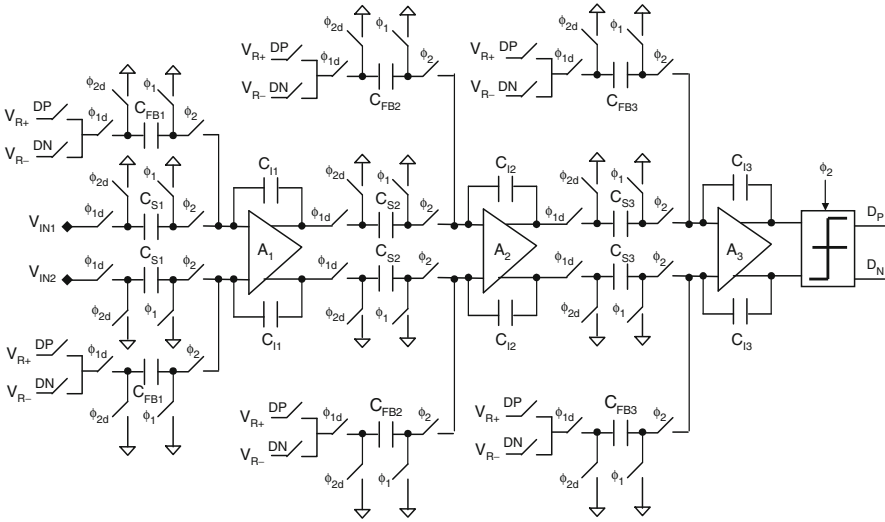 ϕ2d ϕ1 ϕ2d ϕ1
VR+ DP ϕ1d ϕ2 VR+ DP ϕ1d ϕ2
VR− DN CFB2 VR− DN CFB3
ϕ2d ϕ1
VR+ DP ϕ1d CFB1 ϕ2
VR− DN
ϕ2d ϕ1 CI1 ϕ2d ϕ1 CI2 ϕ2d ϕ1 CI3 ϕ2
VIN1 ϕ1d CS1 ϕ2 ϕ1d CS2 ϕ2 ϕ1d CS3 ϕ2 DP
A1 A2 A3
VIN2 ϕ1d CS1 ϕ2 ϕ1d CS2 ϕ2 ϕ1d CS3 ϕ2 DN
ϕ2d ϕ1 CI1 ϕ2d ϕ1 CI2 ϕ2d ϕ1 CI3
VR+ DP ϕ1d ϕ2
VR− DN CFB1
ϕ2d ϕ1
VR+ DP ϕ1d CFB2 ϕ2 VR+ DP ϕ1d CFB3 ϕ2
VR− DN VR− DN
ϕ2d ϕ1 ϕ2d ϕ1